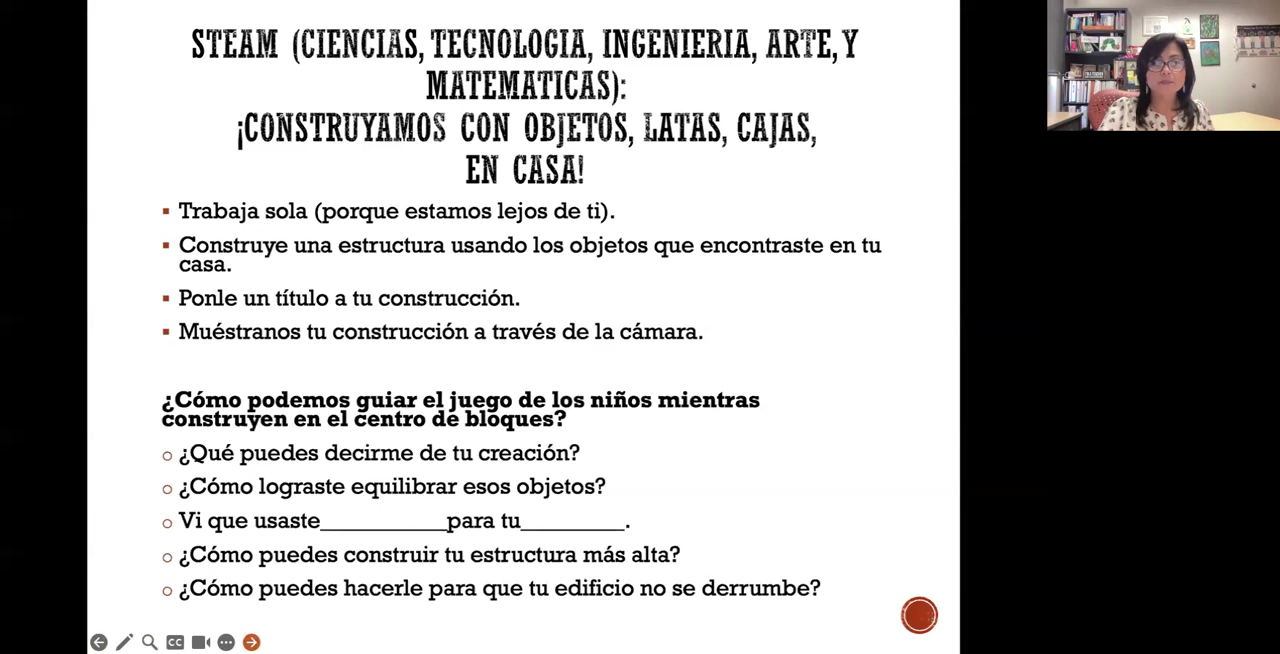 STEAM (CIENCIAS, TECNOLOGIA, INGENIERIA, ARTE, Y
MATEMATICAS):
¡CONSTRUYAMOS CON OBJETOS, LATAS, CAJAS,
EN CASA!
▪ Trabaja sola (porque estamos lejos de ti).
▪ Construye una estructura usando los objetos que encontraste en tu
casa.
▪ Ponle un título a tu construcción.
▪ Muéstranos tu construcción a través de la cámara.
¿Cómo podemos guiar el juego de los niños mientras
construyen en el centro de bloques?
o ¿Qué puedes decirme de tu creación?
o ¿Cómo lograste equilibrar esos objetos?
o Vi que usaste___________para tu_________.
o ¿Cómo puedes construir tu estructura más alta?
o ¿Cómo puedes hacerle para que tu edificio no se derrumbe?
CC